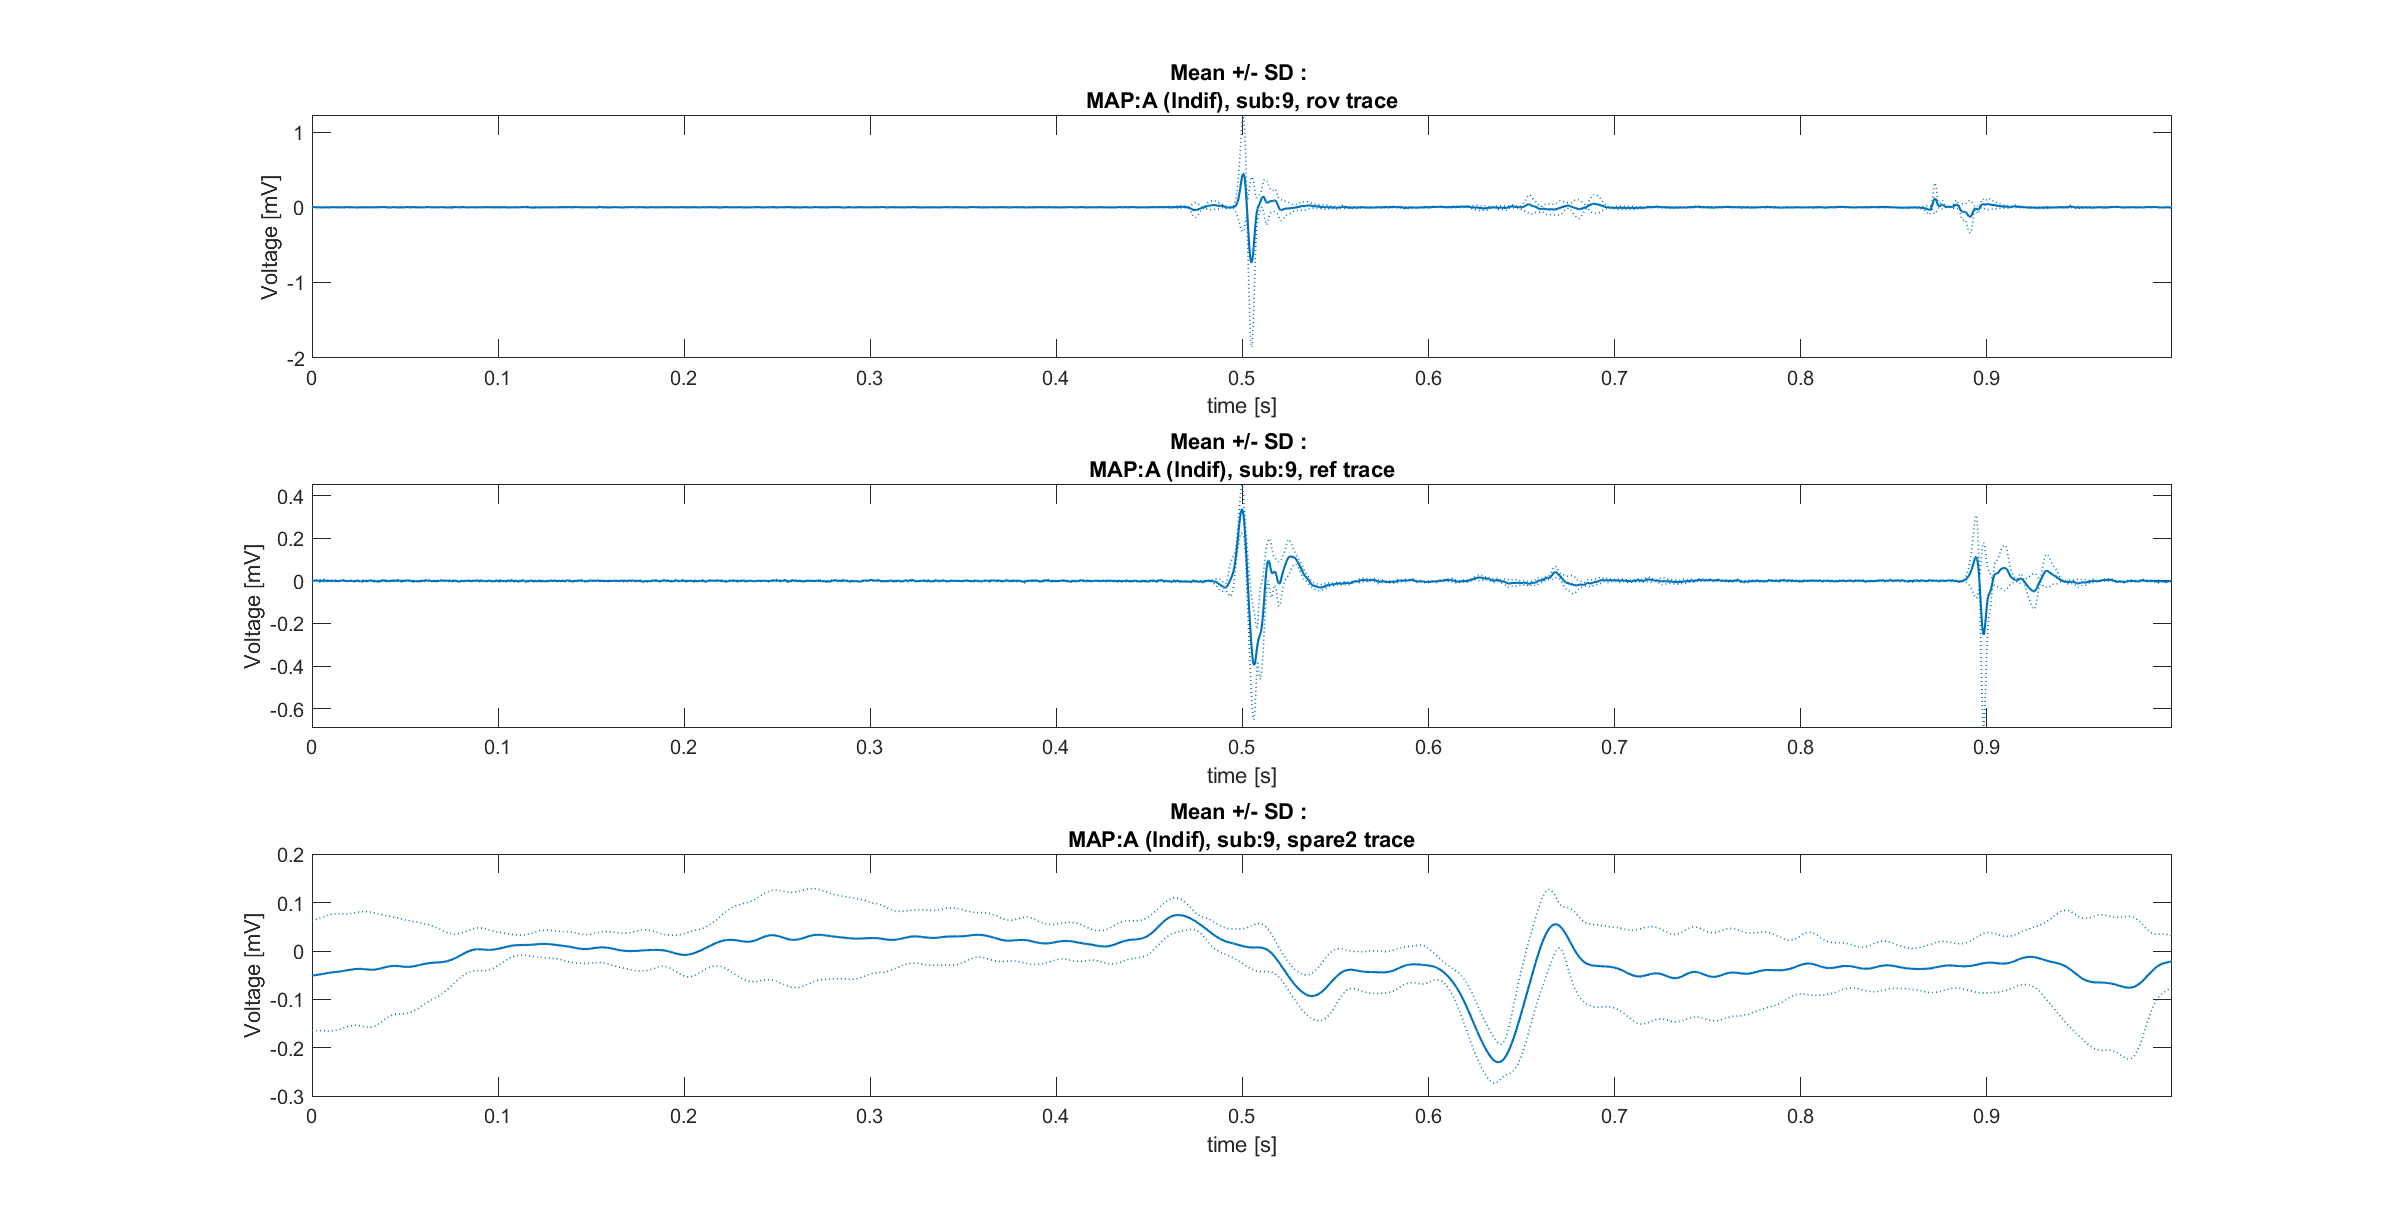 Mean +/- SD :
MAP:A (Indif), sub:9, rov trace
Voltage [mV]
1
0
-1
-2
0 0.1 0.2 0.3 0.4 0.5 0.6 0.7 0.8 0.9
time [s]
Mean +/- SD :
MAP:A (Indif), sub:9, ref trace
Voltage [mV]
0.4
0.2
0
-0.2
-0.4
-0.6
0 0.1 0.2 0.3 0.4 0.5 0.6 0.7 0.8 0.9
time [s]
Mean +/- SD :
MAP:A (Indif), sub:9, spare2 trace
Voltage [mV]
0.2
0.1
0
-0.1
-0.2
-0.3
0 0.1 0.2 0.3 0.4 0.5 0.6 0.7 0.8 0.9
time [s]